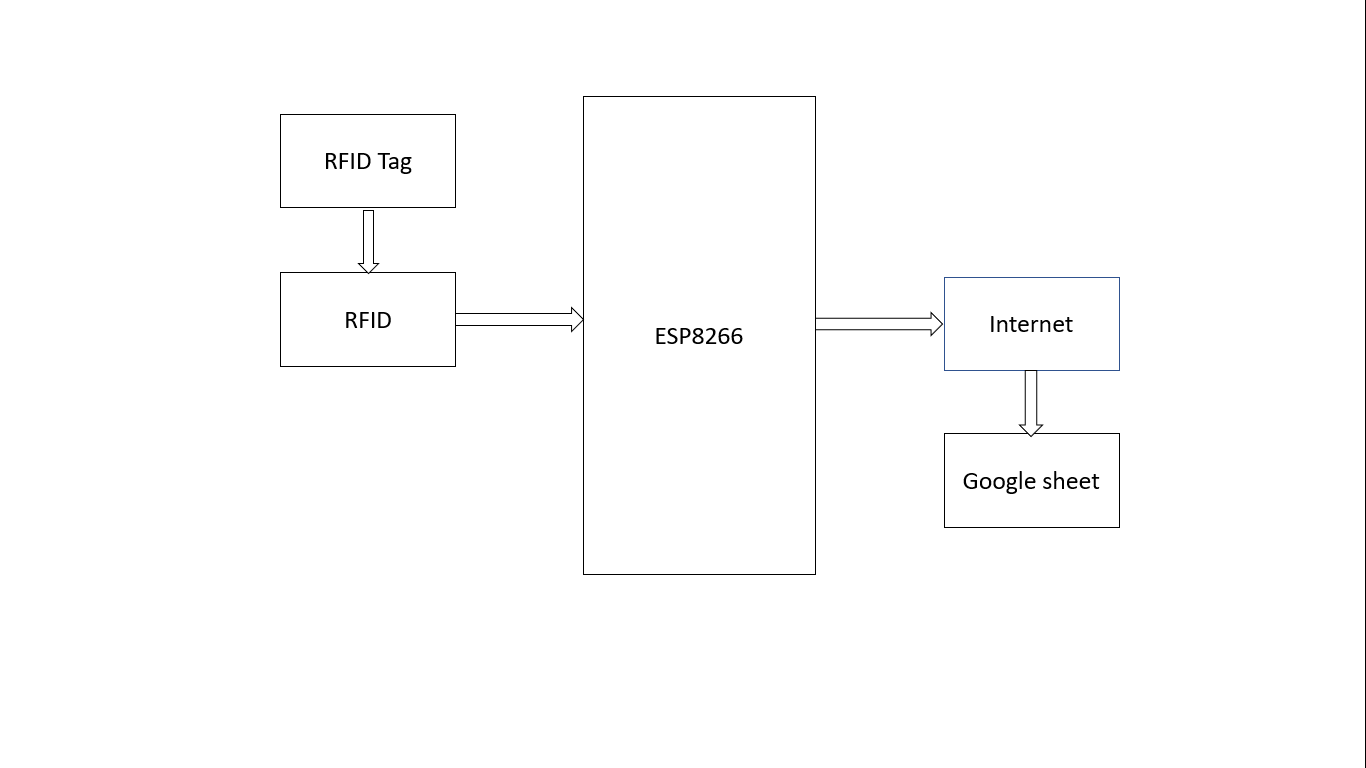 RFID Tag
RFID
ESP8266
Internet
Google sheet